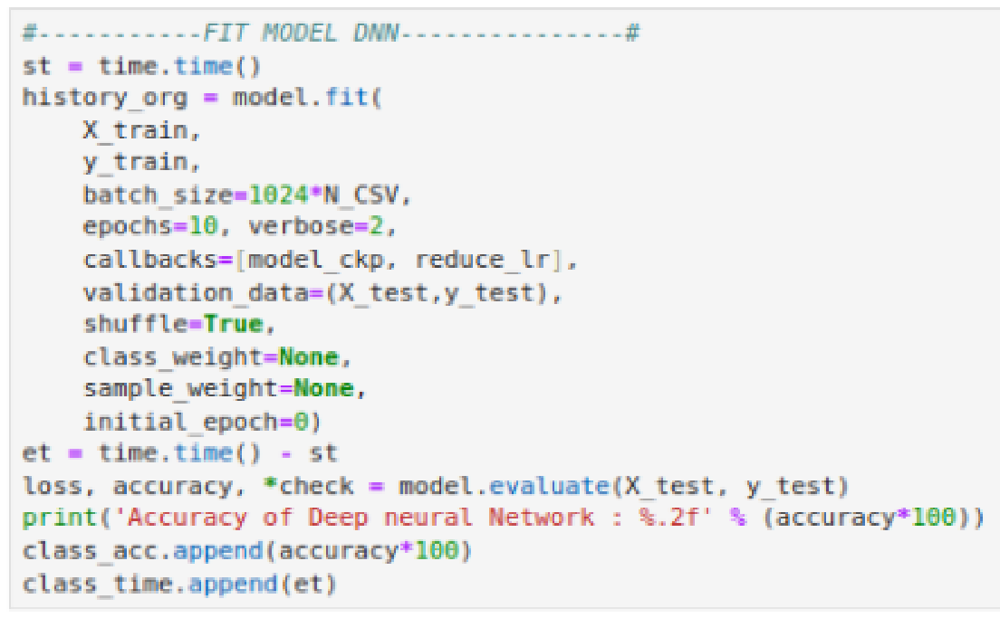 #-----------FIT MODEL DNN---------------#
st = time.time()
history_org = model.fit(
    X_train,
    y_train,
    batch_size=1024*N_CSV,
    epochs=10, verbose=2,
    callbacks=[model_ckp, reduce_lr],
    validation_data=(X_test,y_test),
    shuffle=True,
    class_weight=None,
    sample_weight=None,
    initial_epoch=0)
et = time.time() - st
loss, accuracy, *check = model.evaluate(X_test, y_test)
print('Accuracy of Deep neural Network : %.2f' % (accuracy*100))
class_acc.append(accuracy*100)
class_time.append(et)